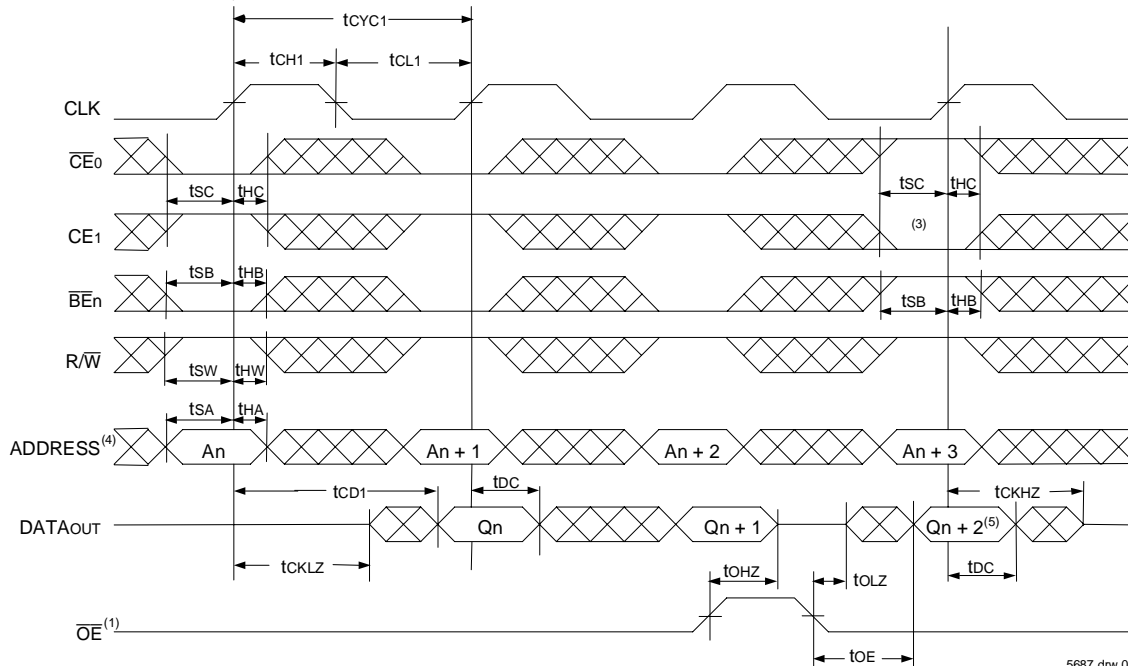 tCYC1
tCH1 tCL1
CLK
CE0
tSC tHC tSC tHC
CE1 (3)
tSB tHB
BEn tSB tHB
R/W
tSW tHW
tSA tHA
ADDRESS(4) An An + 1 An + 2 An + 3
tCD1 tDC tCKHZ
DATAOUT Qn Qn + 1 Qn + 2(5)
tCKLZ tOHZ tOLZ tDC
OE(1)
tOE